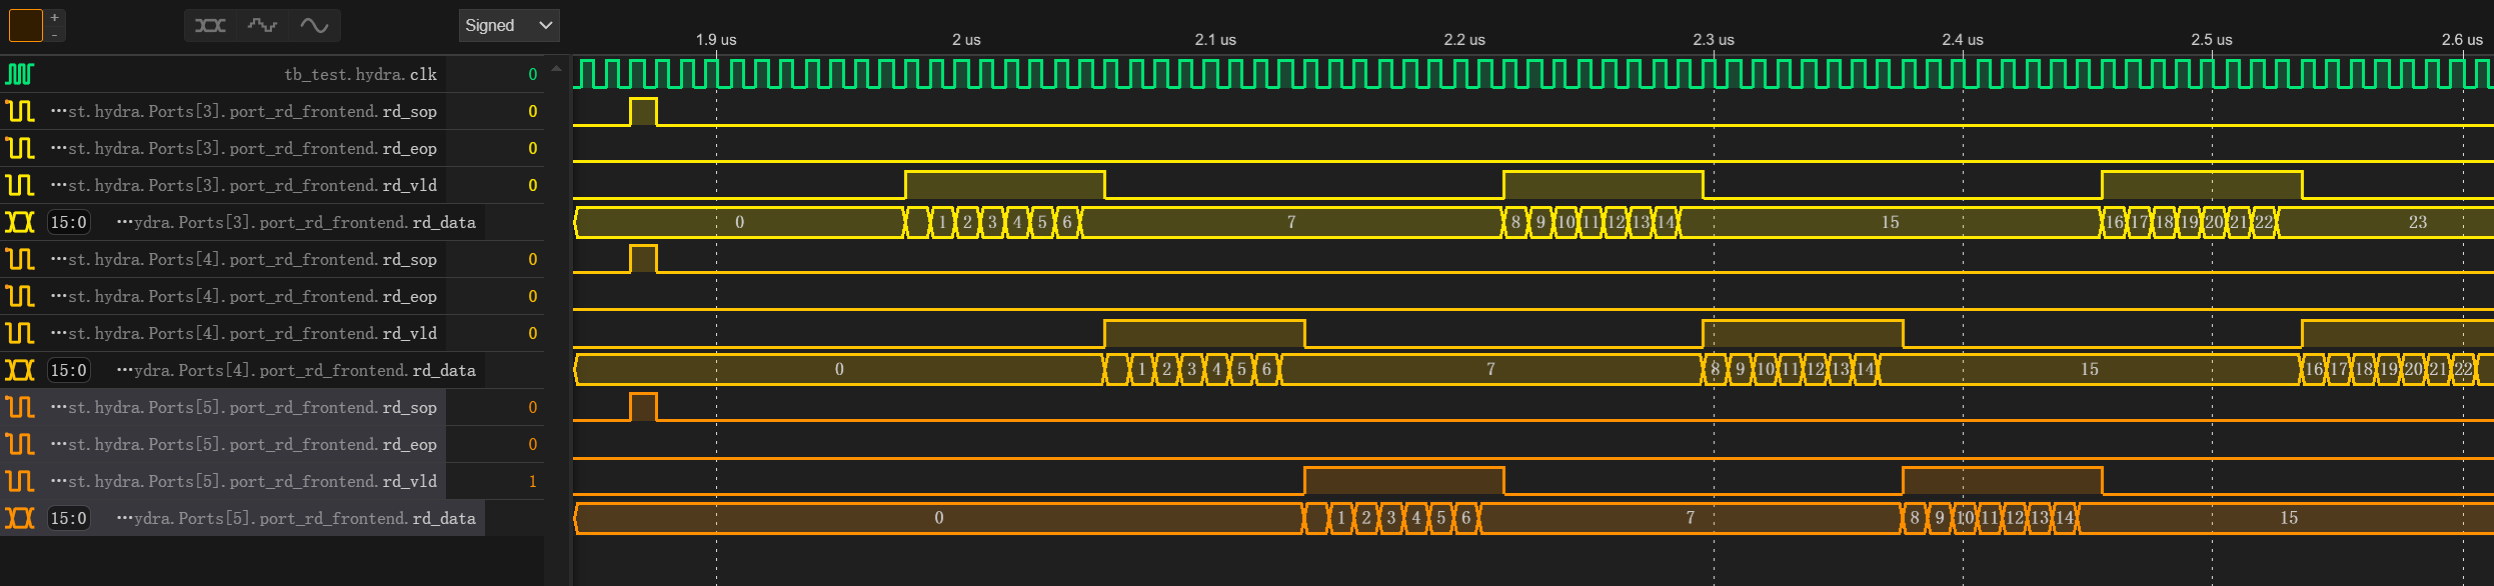 +
-
Signed
1.9 us 2 us 2.1 us 2.2 us 2.3 us 2.4 us 2.5 us 2.6 us
tb_test.hydra.clk 0
···st.hydra.Ports[3].port_rd_frontend.rd_sop 0
···st.hydra.Ports[3].port_rd_frontend.rd_eop 0
···st.hydra.Ports[3].port_rd_frontend.rd_vld 0
15:0 ···ydra.Ports[3].port_rd_frontend.rd_data 0 1 2 3 4 5 6 7 8 9 10 11 12 13 14 15 16 17 18 19 20 21 22 23
···st.hydra.Ports[4].port_rd_frontend.rd_sop 0
···st.hydra.Ports[4].port_rd_frontend.rd_eop 0
···st.hydra.Ports[4].port_rd_frontend.rd_vld 0
15:0 ···ydra.Ports[4].port_rd_frontend.rd_data 0 1 2 3 4 5 6 7 8 9 10 11 12 13 14 15 16 17 18 19 20 21 22
···st.hydra.Ports[5].port_rd_frontend.rd_sop 0
···st.hydra.Ports[5].port_rd_frontend.rd_eop 0
···st.hydra.Ports[5].port_rd_frontend.rd_vld 1
15:0 ···ydra.Ports[5].port_rd_frontend.rd_data 0 1 2 3 4 5 6 7 8 9 10 11 12 13 14 15